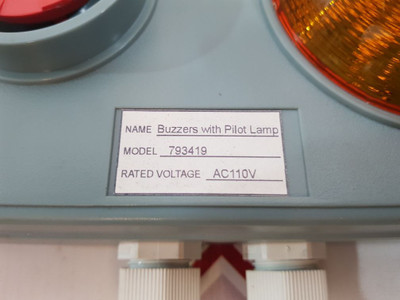 NAME Buzzers with Pilot Lamp
MODEL 793419
RATED VOLTAGE AC110V